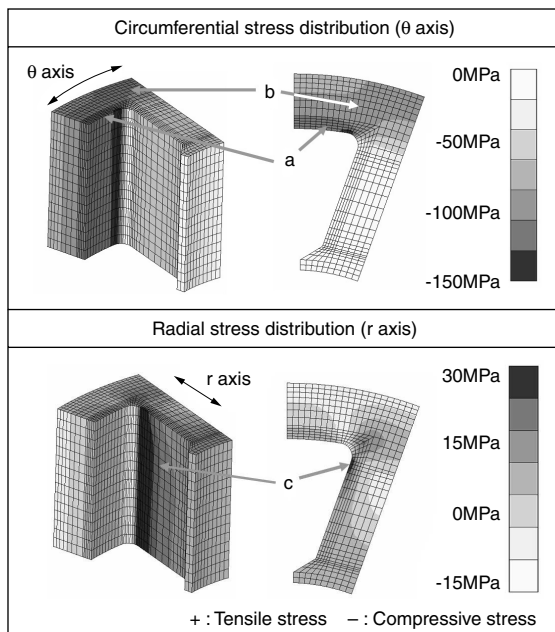 Circumferential stress distribution (θ axis)
θ axis
b
a
0MPa
-50MPa
-100MPa
-150MPa
Radial stress distribution (r axis)
r axis
c
30MPa
15MPa
0MPa
-15MPa
+ : Tensile stress – : Compressive stress